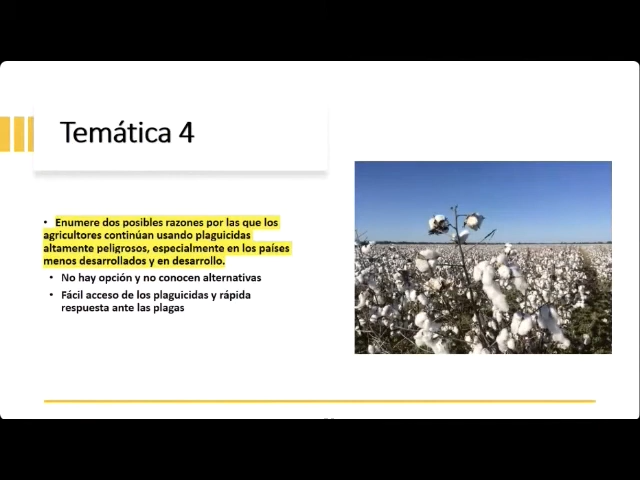 Temática 4
• Enumere dos posibles razones por las que los
agricultores continúan usando plaguicidas
altamente peligrosos, especialmente en los países
menos desarrollados y en desarrollo.
• No hay opción y no conocen alternativas
• Fácil acceso de los plaguicidas y rápida
respuesta ante las plagas